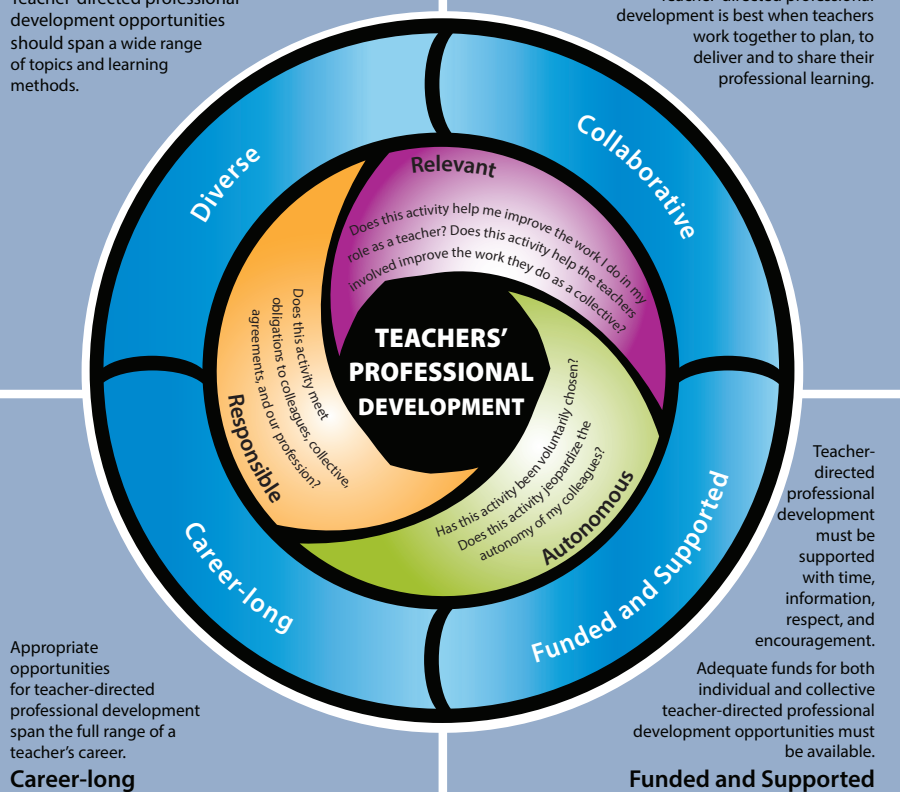 Teacher-directed professional
development opportunities
should span a wide range
of topics and learning
methods.
Teacher-directed professional
development is best when teachers
work together to plan, to
deliver and to share their
professional learning.
Diverse
Collaborative
Relevant
Does this activity help me improve the work I do in my
role as a teacher? Does this activity help the teachers
involved improve the work they do as a collective?
TEACHERS’
PROFESSIONAL
DEVELOPMENT
Does this activity meet
obligations to colleagues, collective,
agreements, and our profession?
Responsible
Has this activity been voluntarily chosen?
Does this activity jeopardize the
autonomy of my colleagues?
Autonomous
Career-long
Funded and Supported
Teacher-
directed
professional
development
must be
supported
with time,
information,
respect, and
encouragement.
Adequate funds for both
individual and collective
teacher-directed professional
development opportunities must
be available.
Funded and Supported
Appropriate
opportunities
for teacher-directed
professional development
span the full range of a
teacher’s career.
Career-long